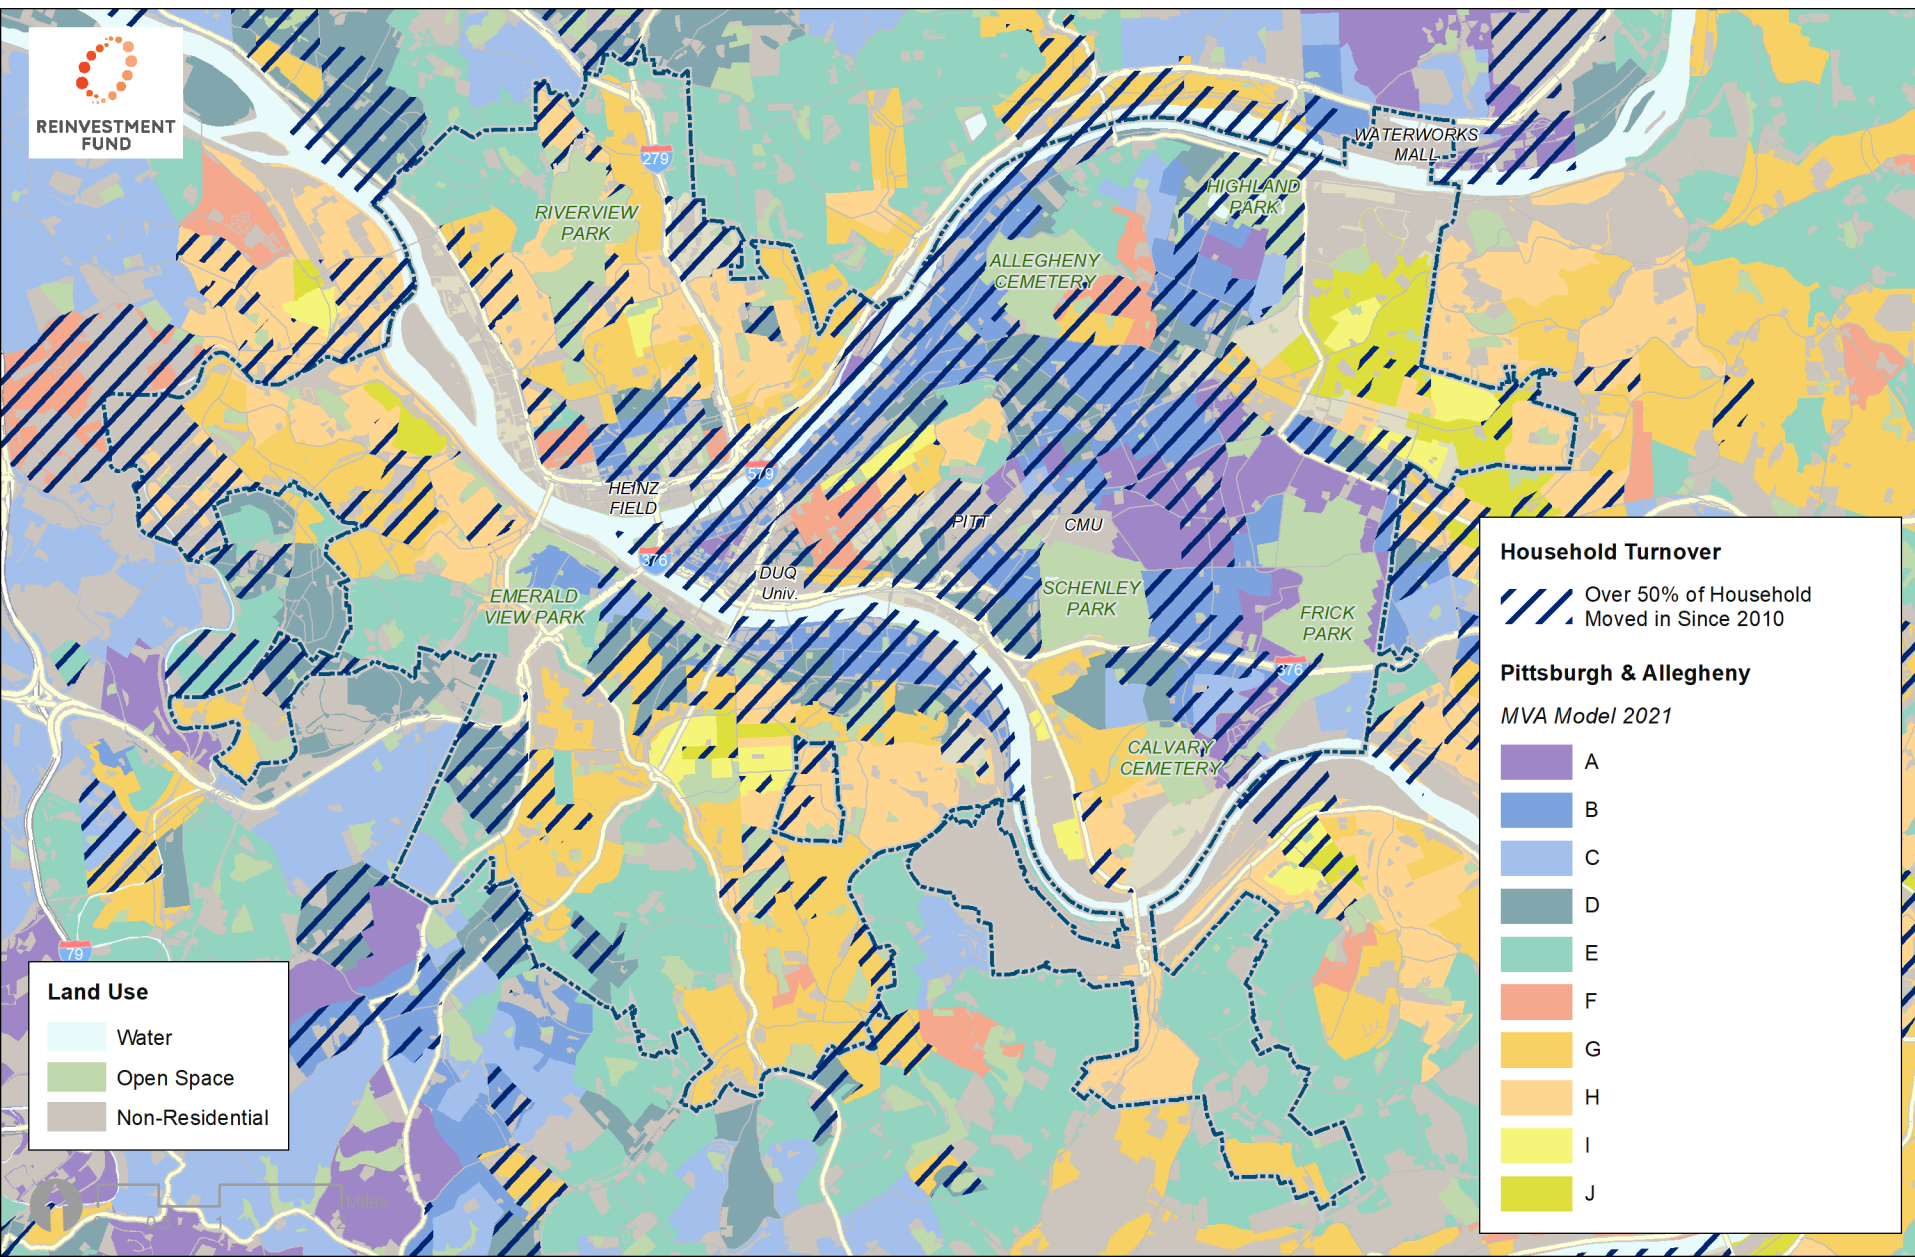 REINVESTMENT
FUND
279
RIVERVIEW
PARK
WATERWORKS
MALL
HIGHLAND
PARK
ALLEGHENY
CEMETERY
579
HEINZ
FIELD
PITT
CMU
376
DUQ
Univ.
EMERALD
VIEW PARK
SCHENLEY
PARK
FRICK
PARK
376
CALVARY
CEMETERY
79
Household Turnover
Over 50% of Household
Moved in Since 2010
Pittsburgh & Allegheny
MVA Model 2021
A
B
C
D
E
F
G
H
I
J
Land Use
Water
Open Space
Non-Residential
Miles